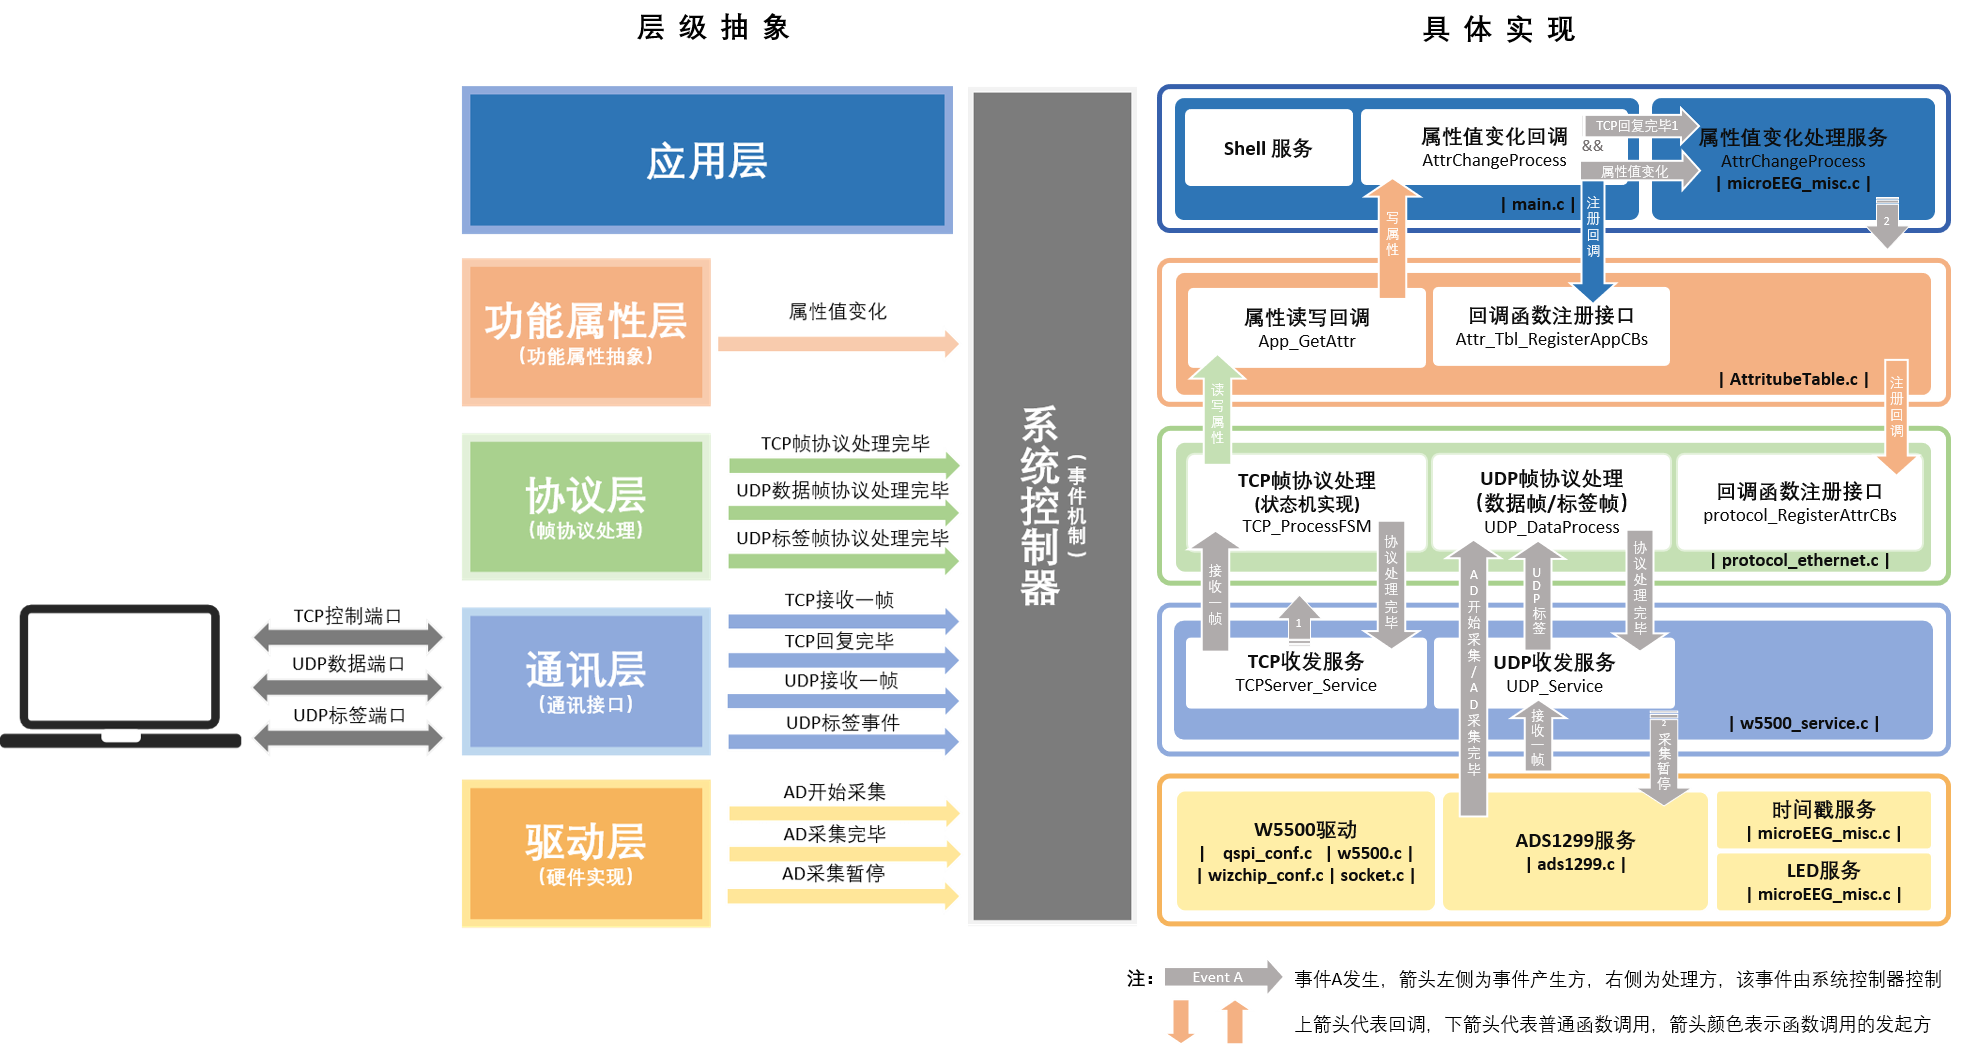 层 级 抽 象
具 体 实 现
应用层
功能属性层
(功能属性抽象)
属性值变化
协议层
(帧协议处理)
TCP帧协议处理完毕
UDP数据帧协议处理完毕
UDP标签帧协议处理完毕
TCP控制端口
UDP数据端口
UDP标签端口
通讯层
(通讯接口)
TCP接收一帧
TCP回复完毕
UDP接收一帧
UDP标签事件
驱动层
(硬件实现)
AD开始采集
AD采集完毕
AD采集暂停
系统控制器
(事件机制)
Shell 服务
属性值变化回调
AttrChangeProcess
| main.c |
TCP回复完毕1
&&
属性值变化
属性值变化处理服务
AttrChangeProcess
| microEEG_misc.c |
2
写属性
注册回调
属性读写回调
App_GetAttr
回调函数注册接口
Attr_Tbl_RegisterAppCBs
| AttritubeTable.c |
读写属性
注册回调
TCP帧协议处理
(状态机实现)
TCP_ProcessFSM
UDP帧协议处理
(数据帧/标签帧)
UDP_DataProcess
回调函数注册接口
protocol_RegisterAttrCBs
| protocol_ethernet.c |
接收一帧
1
协议处理完毕
AD开始采集/AD采集完毕
UDP标签
协议处理完毕
TCP收发服务
TCPServer_Service
UDP收发服务
UDP_Service
| w5500_service.c |
接收一帧
2
采集暂停
W5500驱动
| qspi_conf.c | w5500.c |
| wizchip_conf.c | socket.c |
ADS1299服务
| ads1299.c |
时间戳服务
| microEEG_misc.c |
LED服务
| microEEG_misc.c |
注：
Event A
事件A发生，箭头左侧为事件产生方，右侧为处理方，该事件由系统控制器控制
上箭头代表回调，下箭头代表普通函数调用，箭头颜色表示函数调用的发起方